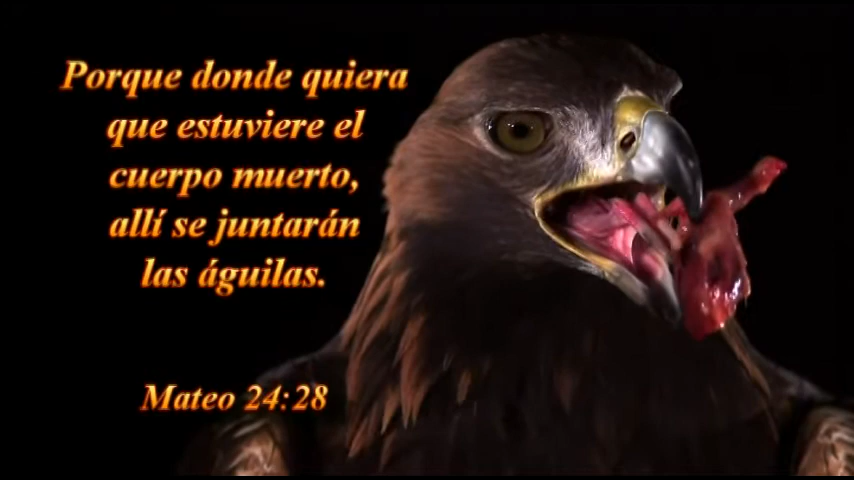 Porque donde quiera
que estuviere el
cuerpo muerto,
allí se juntarán
las águilas.
Mateo 24:28